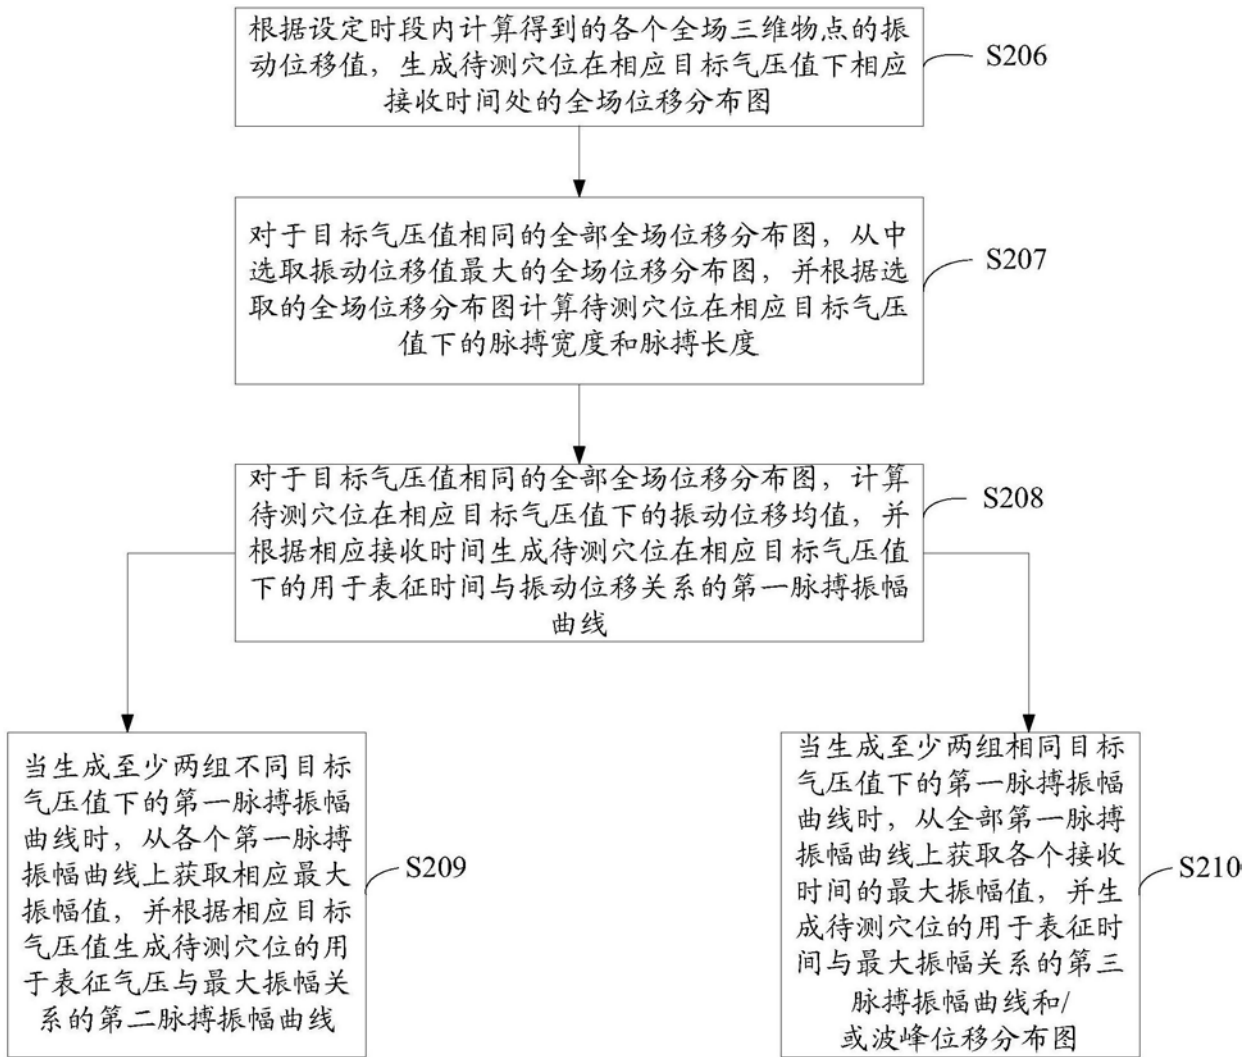 根据设定时段内计算得到的各个全场三维物点的振
动位移值，生成待测穴位在相应目标气压值下相应
接收时间处的全场位移分布图
S206
对于目标气压值相同的全部全场位移分布图，从中
选取振动位移值最大的全场位移分布图，并根据选
取的全场位移分布图计算待测穴位在相应目标气压
值下的脉搏宽度和脉搏长度
S207
对于目标气压值相同的全部全场位移分布图，计算
待测穴位在相应目标气压值下的振动位移均值，并
根据相应接收时间生成待测穴位在相应目标气压值
下的用于表征时间与振动位移关系的第一脉搏振幅
曲线
S208
当生成至少两组不同目标
气压值下的第一脉搏振幅
曲线时，从各个第一脉搏
振幅曲线上获取相应最大
振幅值，并根据相应目标
气压值生成待测穴位的用
于表征气压与最大振幅关
系的第二脉搏振幅曲线
S209
当生成至少两组相同目标
气压值下的第一脉搏振幅
曲线时，从全部第一脉搏
振幅曲线上获取各个接收
时间的最大振幅值，并生
成待测穴位的用于表征时
间与最大振幅关系的第三
脉搏振幅曲线和/
或波峰位移分布图
S210